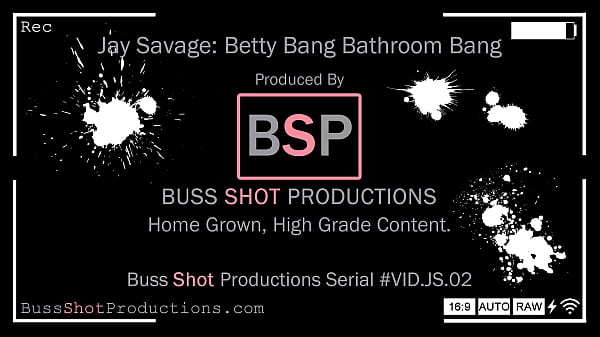 Rec
Jay Savage: Betty Bang Bathroom Bang
Produced By
BSP
BUSS SHOT PRODUCTIONS
Home Grown, High Grade Content.
Buss Shot Productions Serial #VID.JS.02
BussShotProductions.com
16:9 AUTO RAW